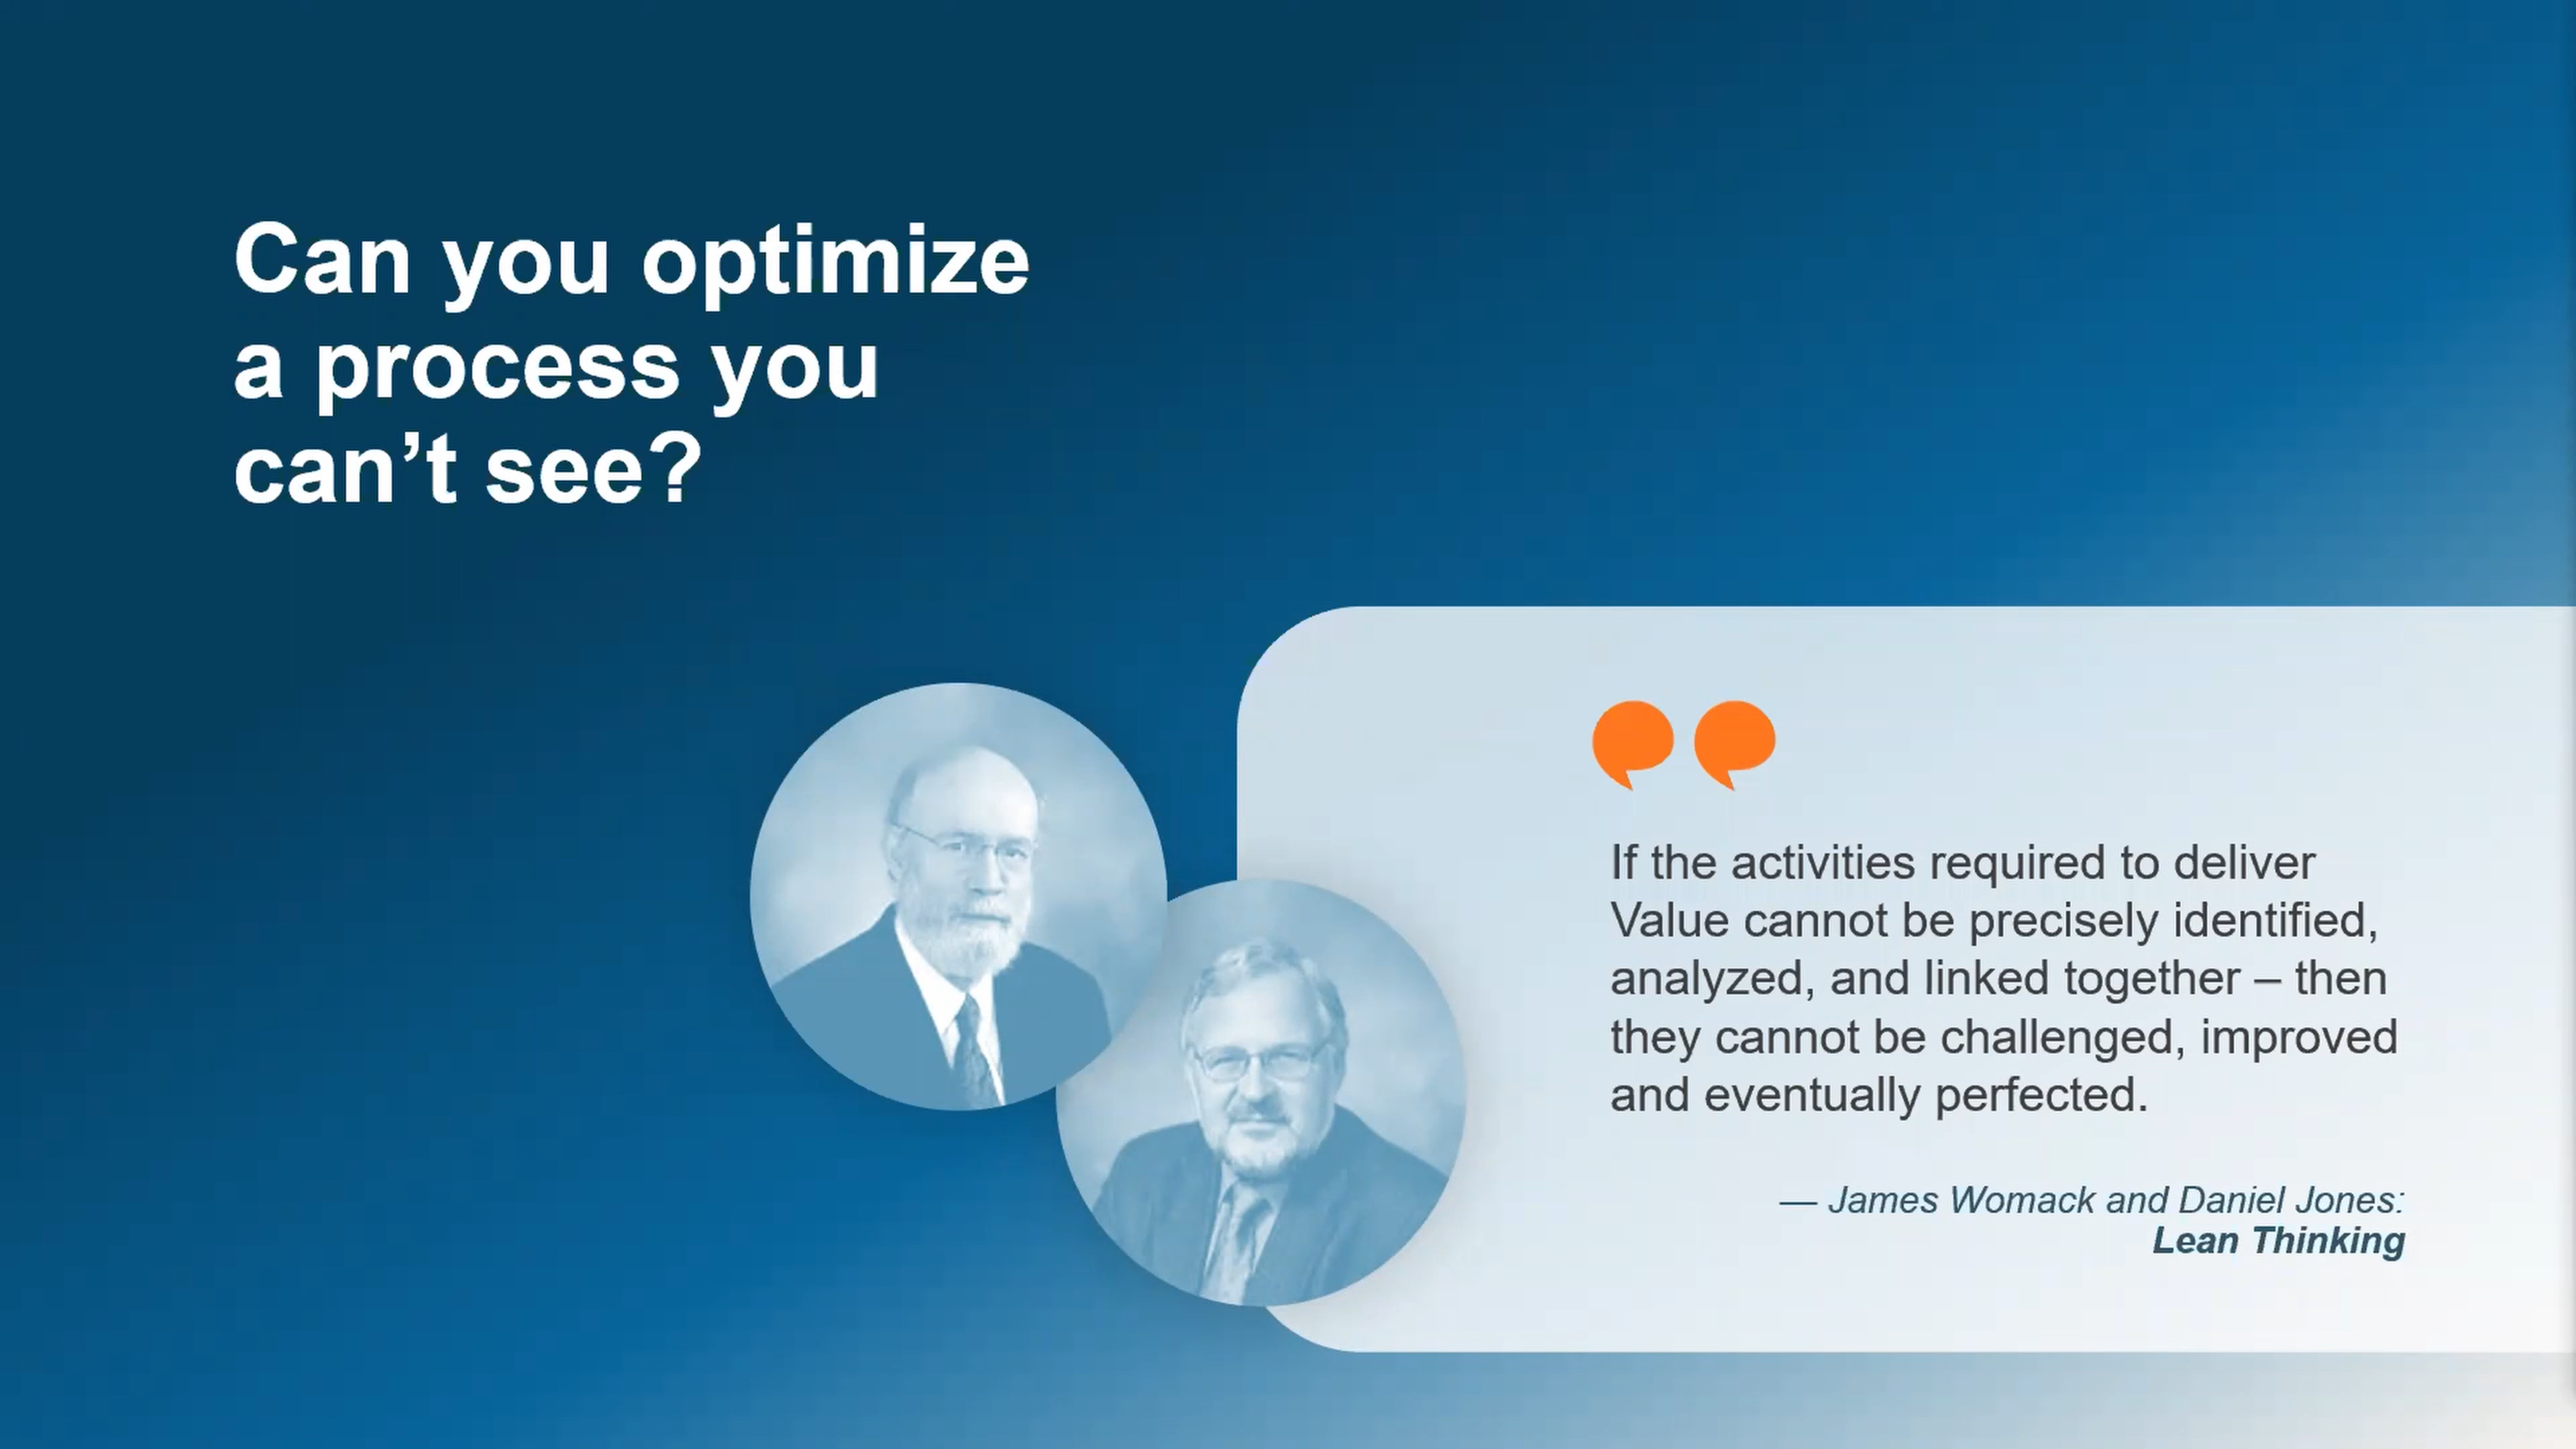 Can you optimize
a process you
can’t see?
If the activities required to deliver
Value cannot be precisely identified,
analyzed, and linked together – then
they cannot be challenged, improved
and eventually perfected.
— James Womack and Daniel Jones:
Lean Thinking